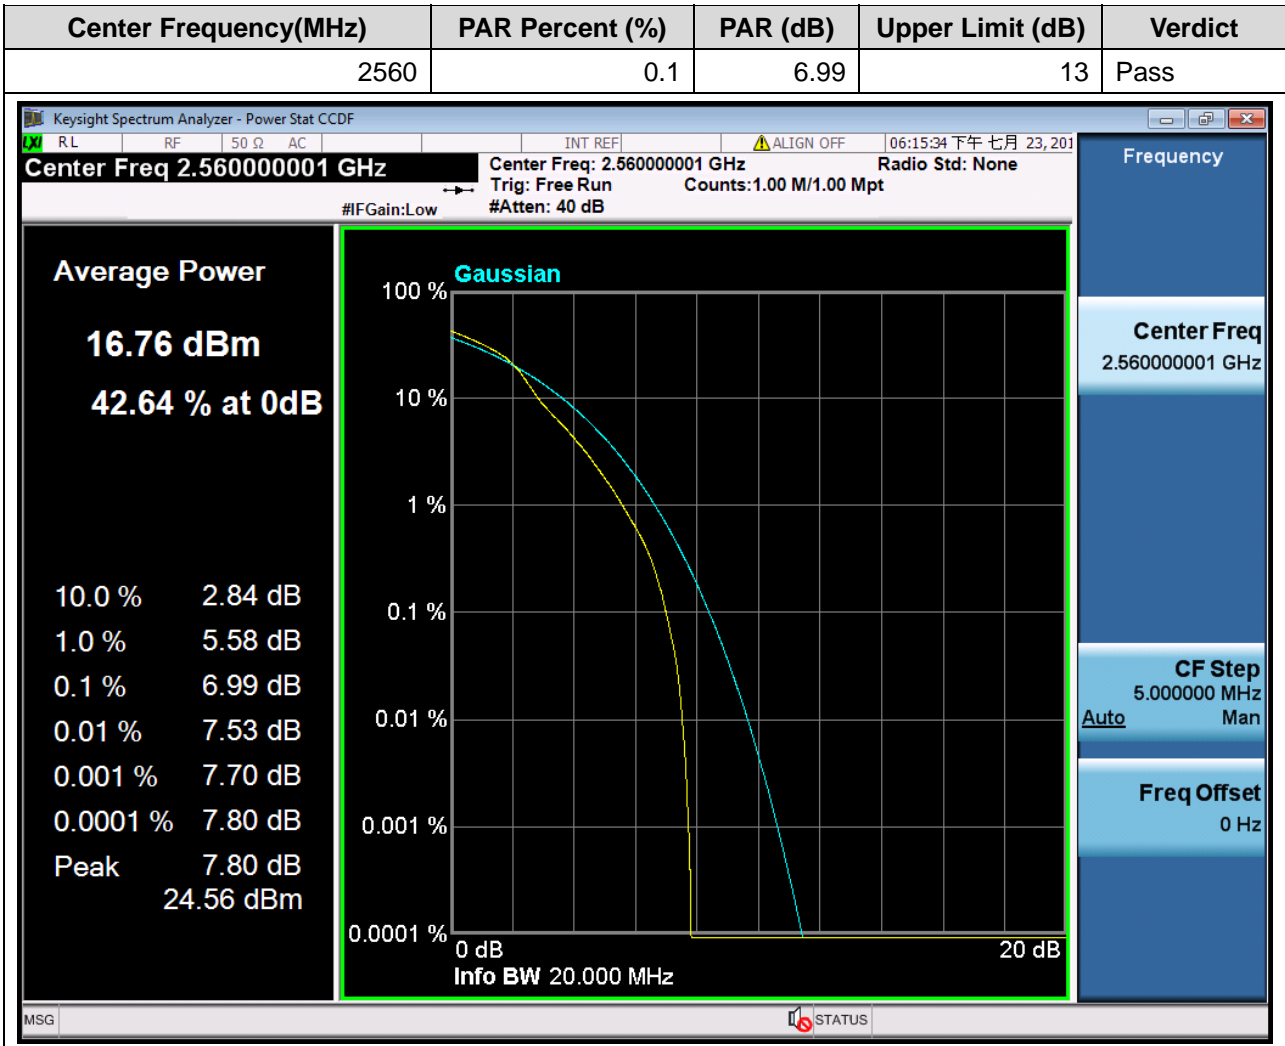 Center Frequency(MHz) PAR Percent (%) PAR (dB) Upper Limit (dB) Verdict
2560 0.1 6.99 13 Pass
Keysight Spectrum Analyzer - Power Stat CCDF
LXI RL RF 50 Ω AC INT REF ALIGN OFF 06:15:34 下午 七月 23, 201
Center Freq 2.560000001 GHz
Center Freq: 2.560000001 GHz Radio Std: None
Trig: Free Run Counts:1.00 M/1.00 Mpt
#IFGain:Low #Atten: 40 dB
Average Power
16.76 dBm
42.64 % at 0dB
10.0 % 2.84 dB
1.0 % 5.58 dB
0.1 % 6.99 dB
0.01 % 7.53 dB
0.001 % 7.70 dB
0.0001 % 7.80 dB
Peak 7.80 dB
24.56 dBm
Gaussian
100 %
10 %
1 %
0.1 %
0.01 %
0.001 %
0.0001 %
0 dB 20 dB
Info BW 20.000 MHz
Frequency
Center Freq
2.560000001 GHz
CF Step
5.000000 MHz
Auto Man
Freq Offset
0 Hz
MSG STATUS